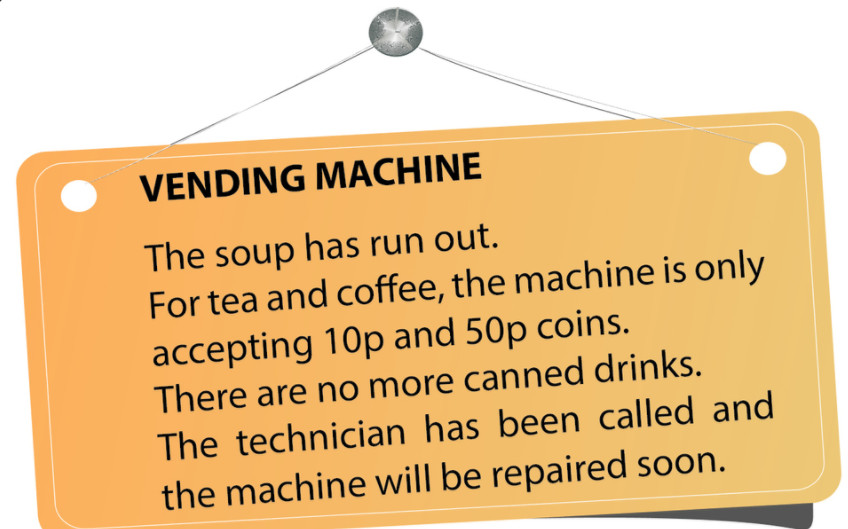 VENDING MACHINE
The soup has run out.
For tea and coffee, the machine is only
accepting 10p and 50p coins.
There are no more canned drinks.
The technician has been called and
the machine will be repaired soon.